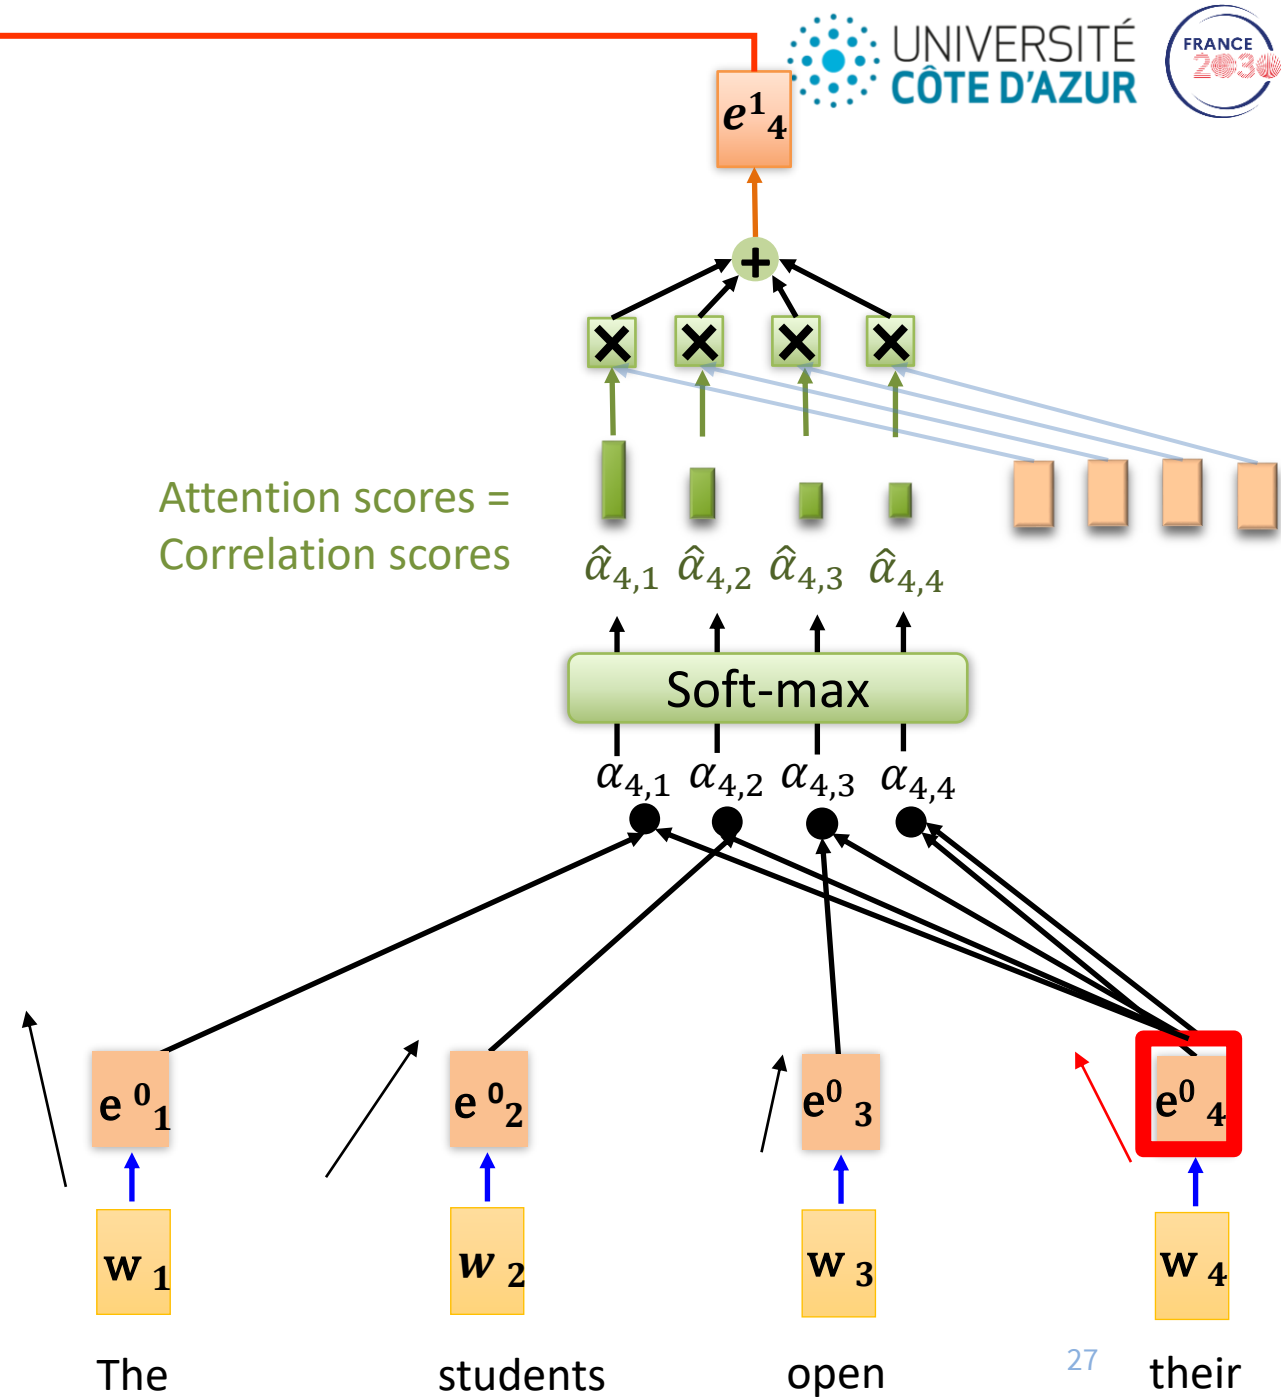 UNIVERSITÉ
CÔTE D'AZUR
FRANCE
2030
e¹₄
+
× × × ×
Attention scores =
Correlation scores
α̂₄,₁ α̂₄,₂ α̂₄,₃ α̂₄,₄
Soft-max
α₄,₁ α₄,₂ α₄,₃ α₄,₄
e⁰₁ e⁰₂ e⁰₃ e⁰₄
w₁ w₂ w₃ w₄
The students open their
27